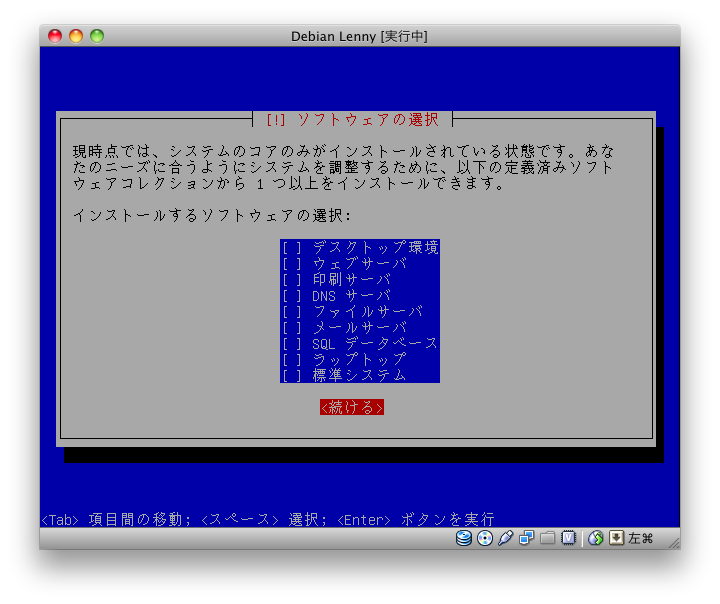 Debian Lenny [実行中]
[!] ソフトウェアの選択
現時点では、システムのコアのみがインストールされている状態です。あな
たのニーズに合うようにシステムを調整するために、以下の定義済みソフト
ウェアコレクションから 1 つ以上をインストールできます。
インストールするソフトウェアの選択:
[ ] デスクトップ環境
[ ] ウェブサーバ
[ ] 印刷サーバ
[ ] DNS サーバ
[ ] ファイルサーバ
[ ] メールサーバ
[ ] SQL データベース
[ ] ラップトップ
[ ] 標準システム
<続ける>
<Tab> 項目間の移動; <スペース> 選択; <Enter> ボタンを実行
左⌘